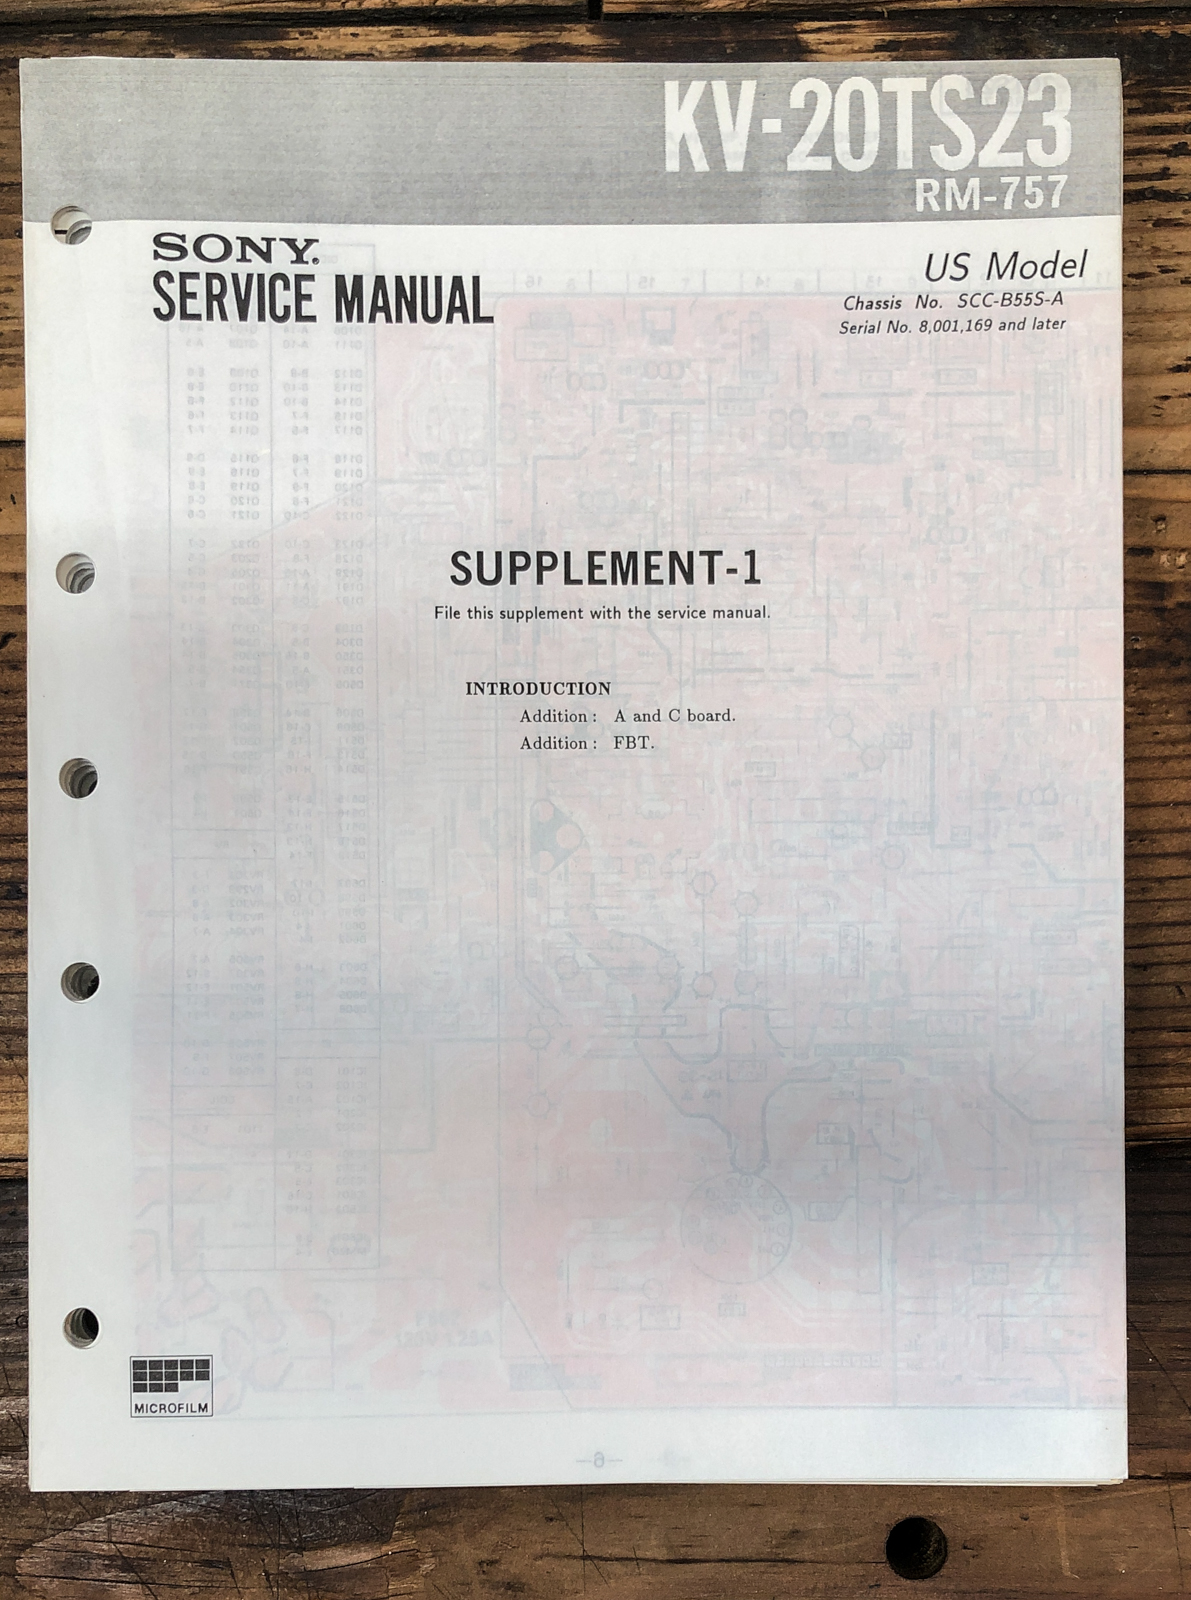 KV-20TS23
RM-757
SONY.
SERVICE MANUAL
US Model
Chassis No. SCC-B55S-A
Serial No. 8,001,169 and later
SUPPLEMENT-1
File this supplement with the service manual.
INTRODUCTION
Addition : A and C board.
Addition : FBT.
MICROFILM